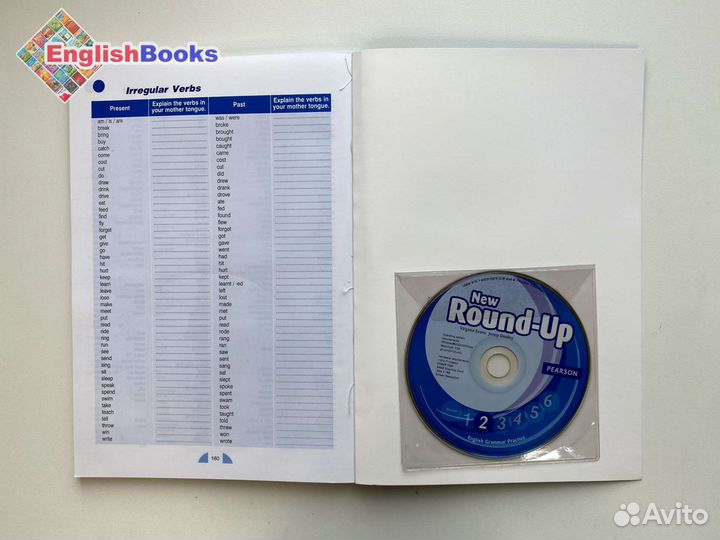 EnglishBooks
Irregular Verbs
Present Explain the verbs in your mother tongue. Past Explain the verbs in your mother tongue.
am / is / are was / were
break broke
bring brought
buy bought
catch caught
come came
cost cost
cut cut
do did
draw drew
drink drank
drive drove
eat ate
feed fed
find found
fly flew
forget forgot
get got
give gave
go went
have had
hit hit
hurt hurt
keep kept
learn learnt / -ed
leave left
lose lost
make made
meet met
put put
read read
ride rode
ring rang
run ran
see saw
send sent
sing sang
sit sat
sleep slept
speak spoke
spend spent
swim swam
take took
teach taught
tell told
throw threw
win won
write wrote
160
New
Round-Up
Virginia Evans Jenny Dooley
PEARSON
1 2 3 4 5 6
English Grammar Practice
Avito